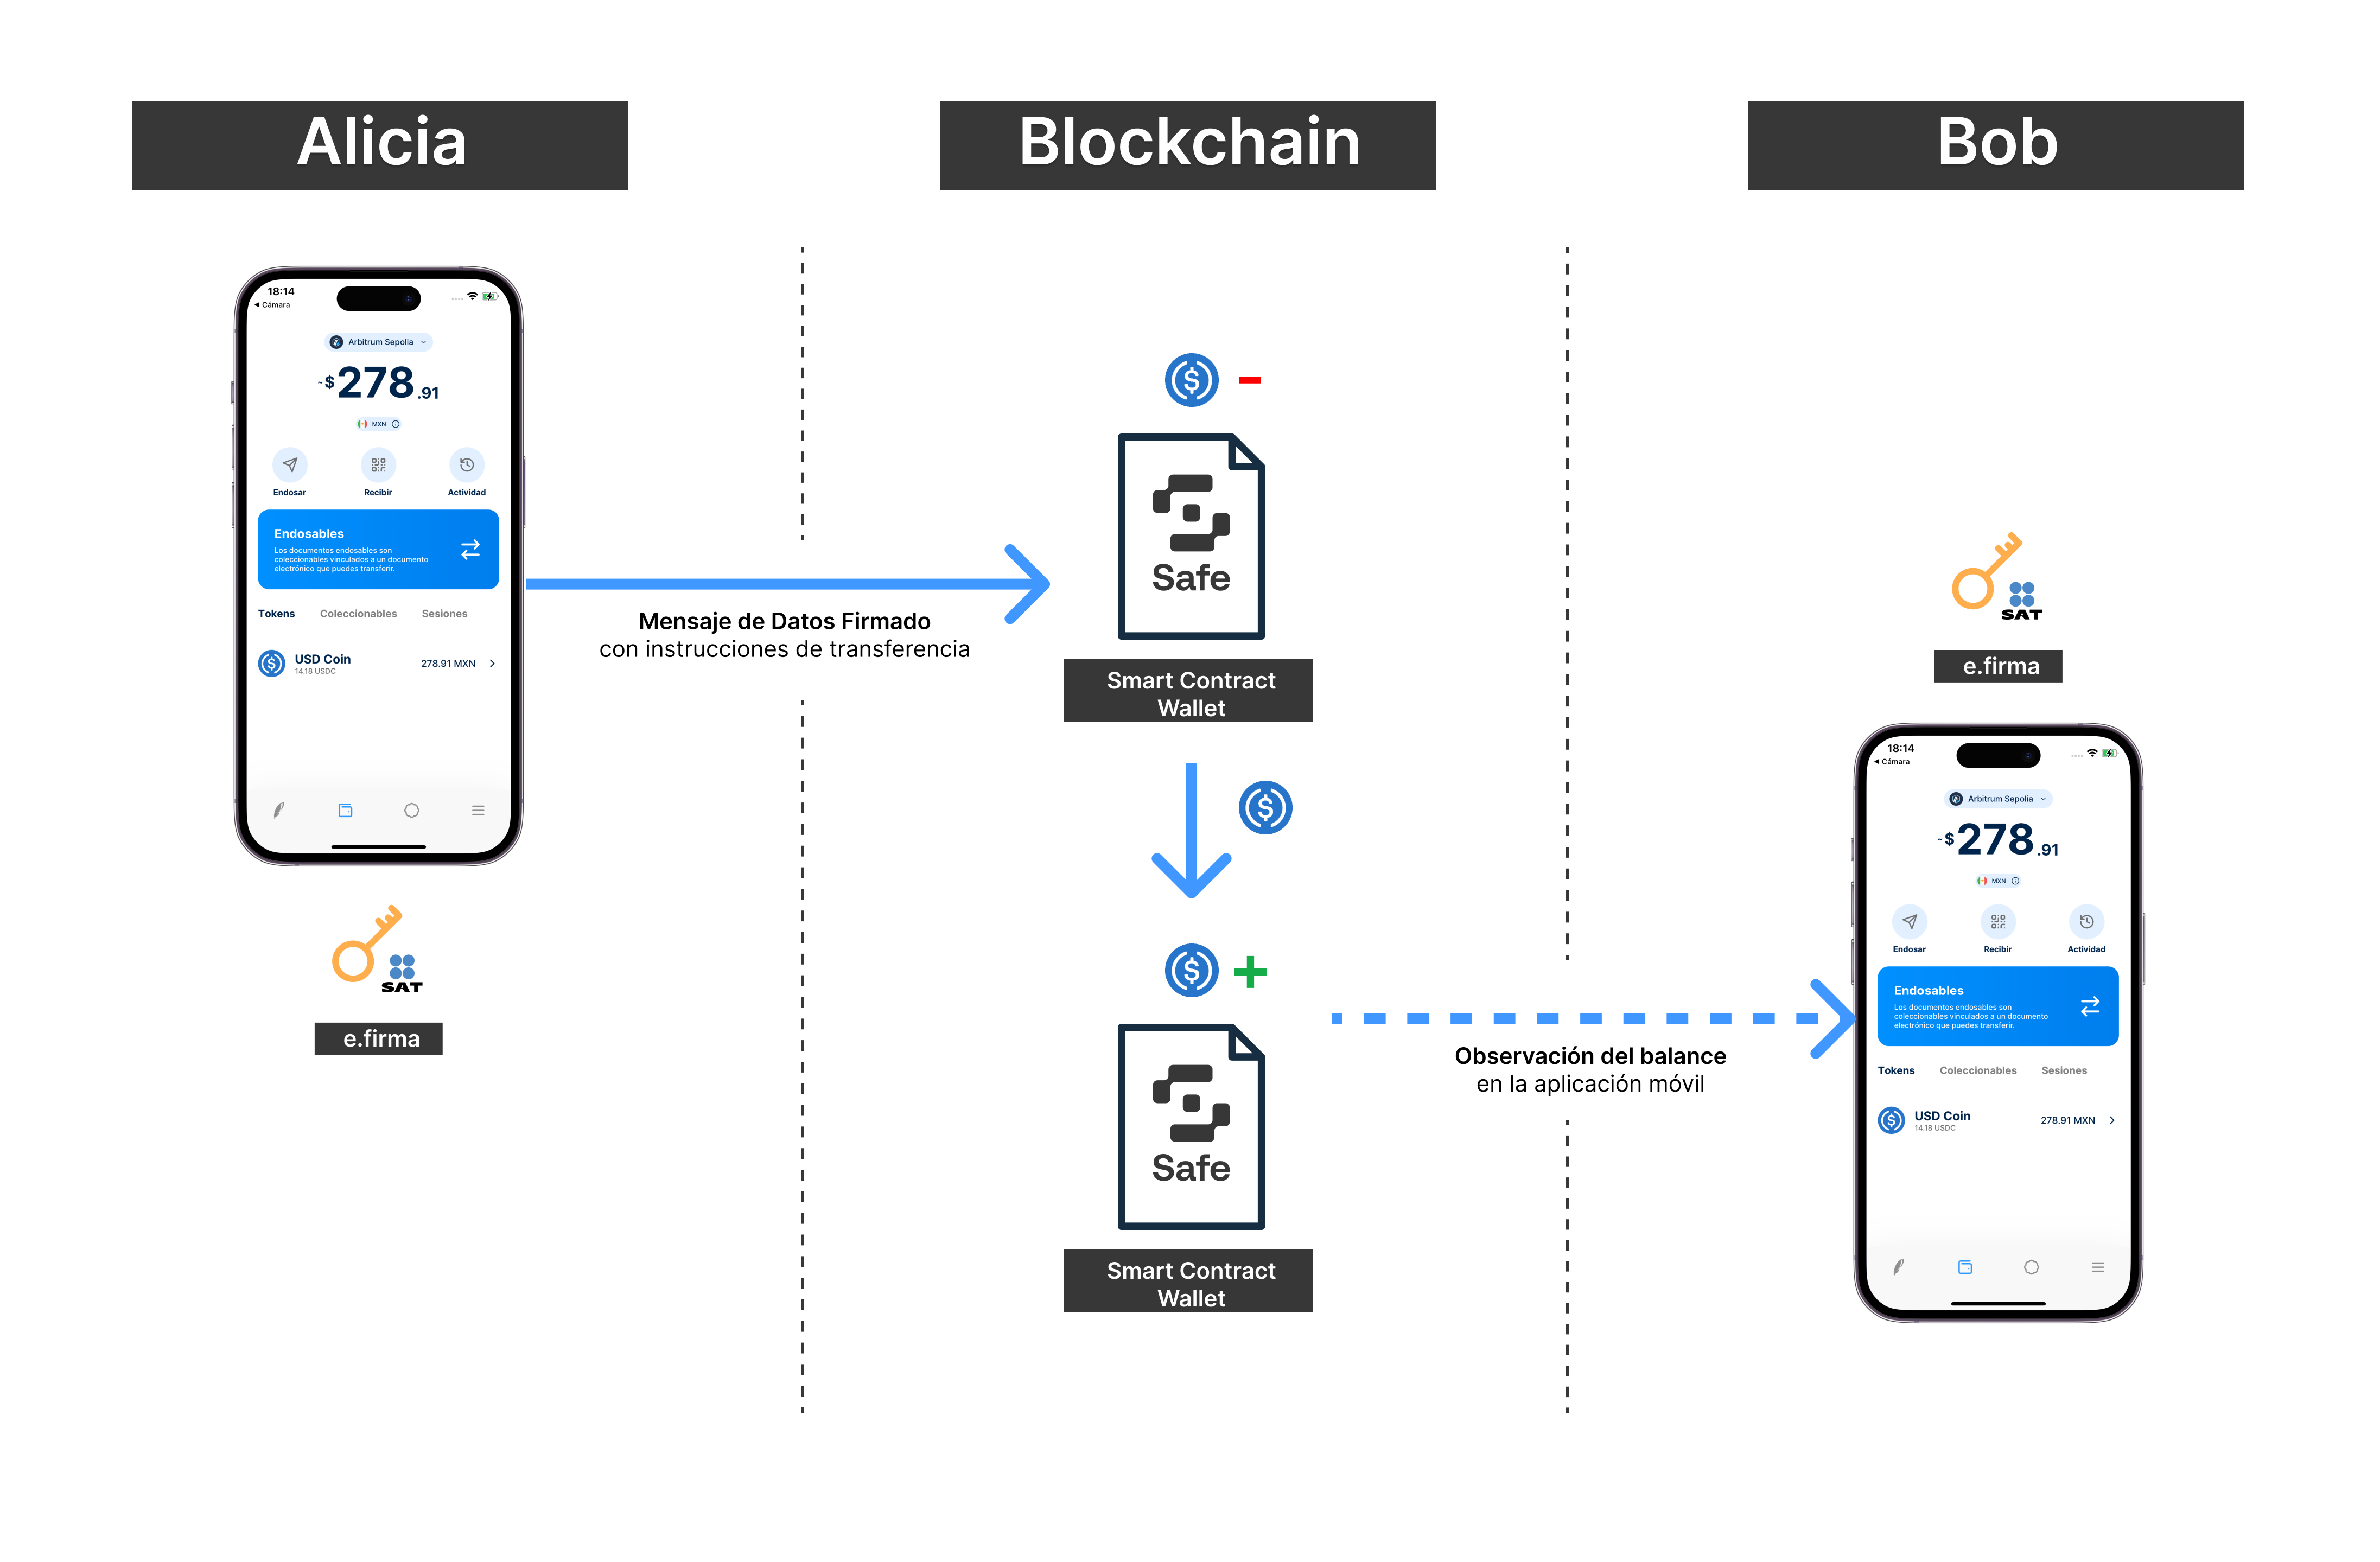 Alicia
Blockchain
Bob
18:14
◀ Cámara
Arbitrum Sepolia
~$278.91
MXN
Endosar Recibir Actividad
Endosables
Los documentos endosables son
coleccionables vinculados a un documento
electrónico que puedes transferir.
Tokens Coleccionables Sesiones
USD Coin
14.18 USDC
278.91 MXN
SAT
e.firma
Mensaje de Datos Firmado
con instrucciones de transferencia
Safe
Smart Contract
Wallet
Safe
Smart Contract
Wallet
Observación del balance
en la aplicación móvil
SAT
e.firma
18:14
◀ Cámara
Arbitrum Sepolia
~$278.91
MXN
Endosar Recibir Actividad
Endosables
Los documentos endosables son
coleccionables vinculados a un documento
electrónico que puedes transferir.
Tokens Coleccionables Sesiones
USD Coin
14.18 USDC
278.91 MXN